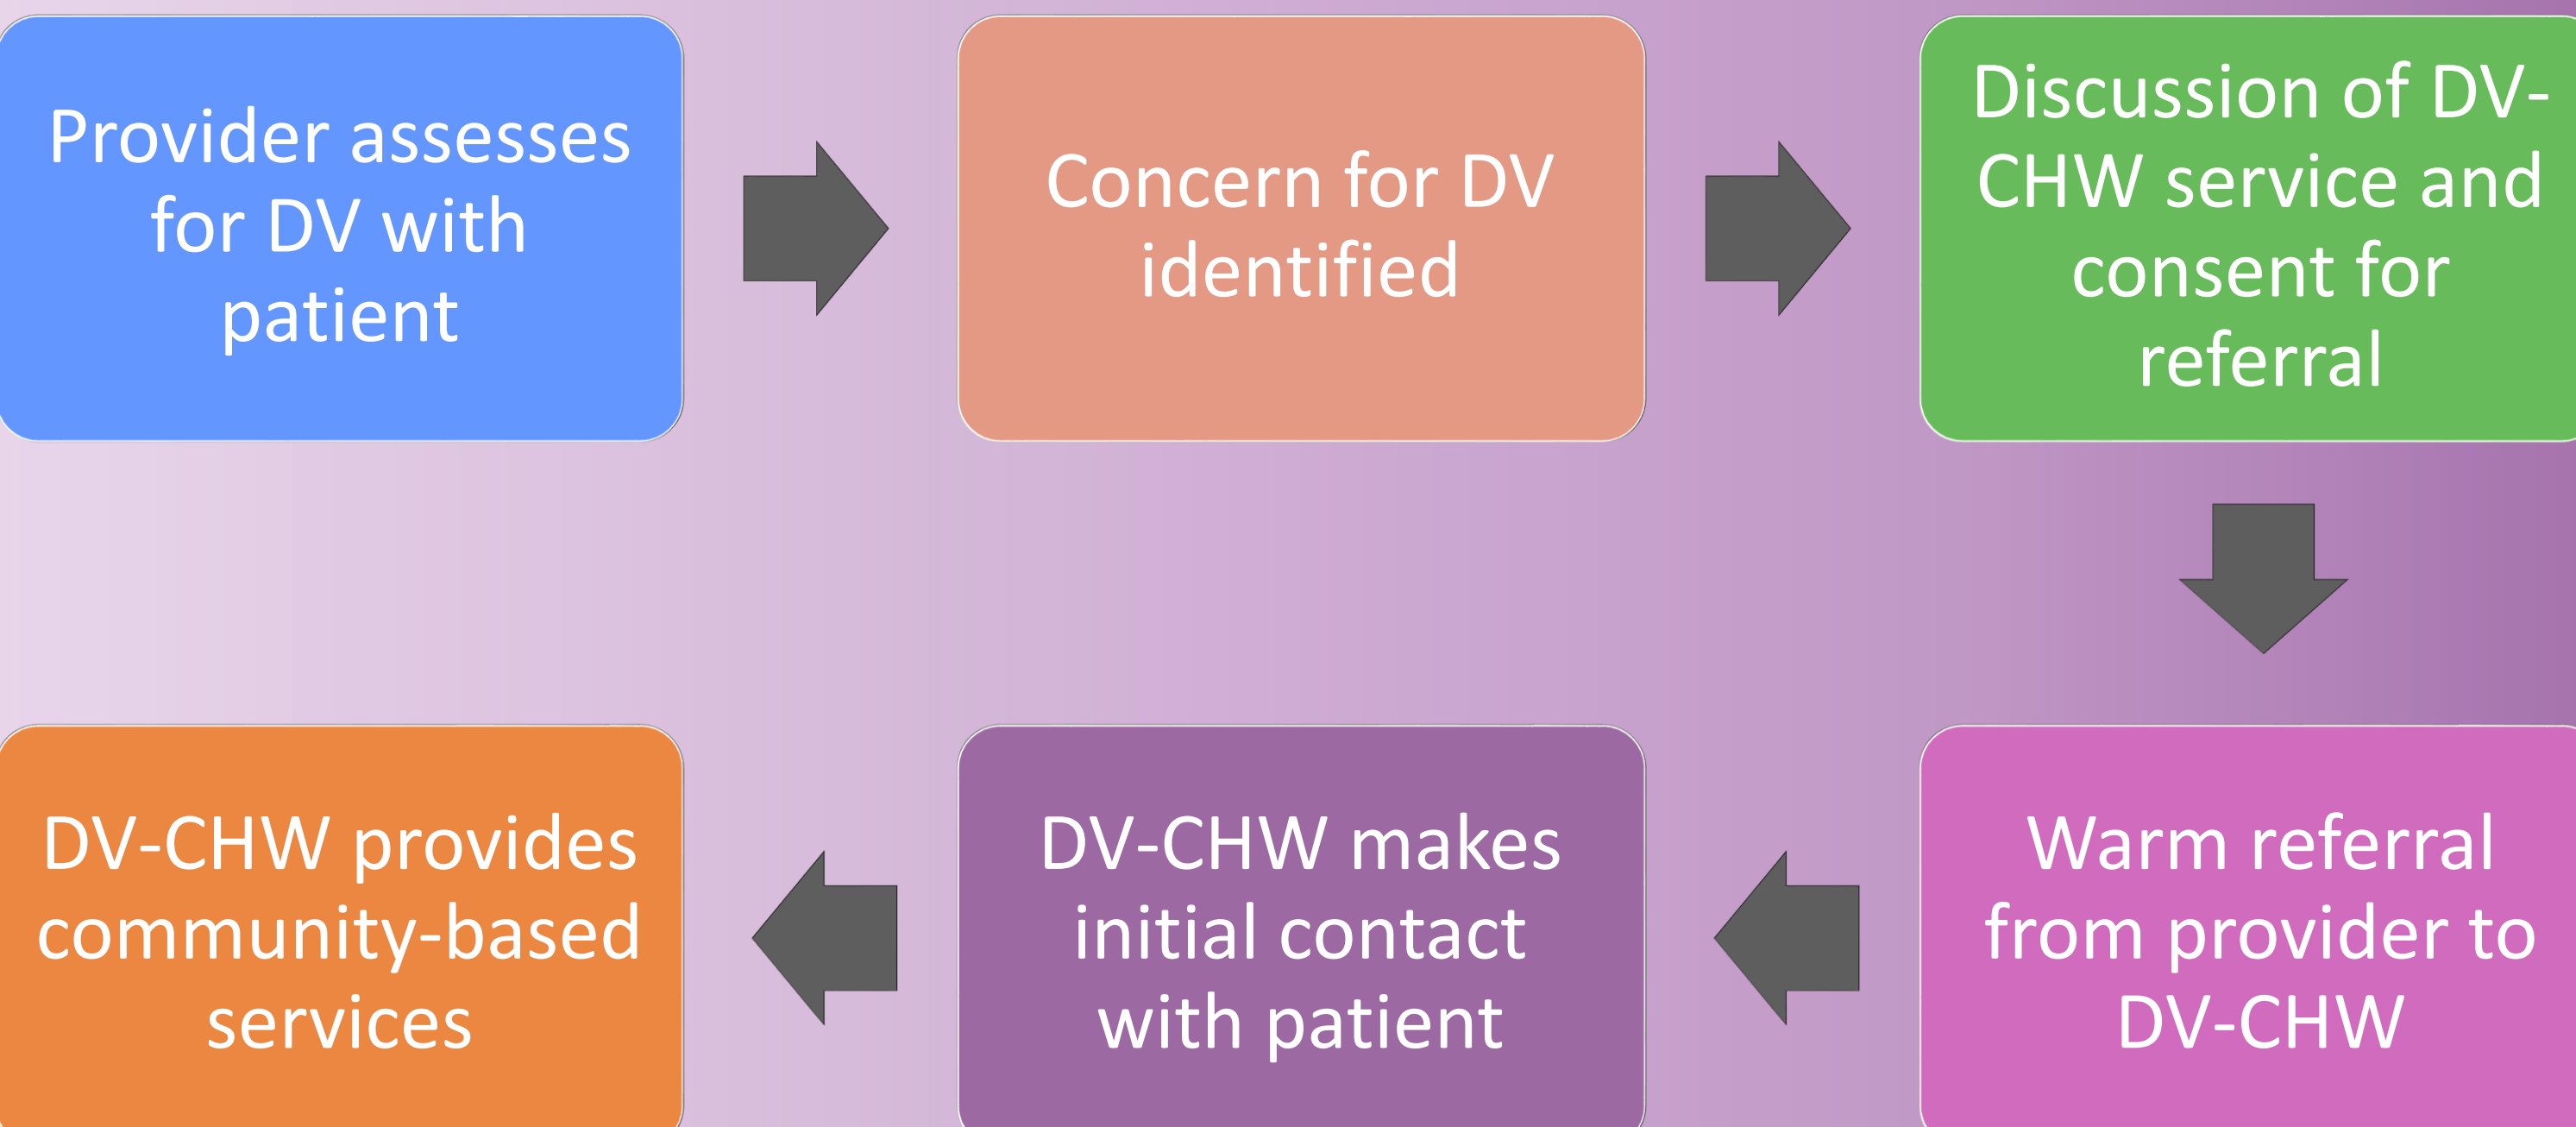 Provider assesses
for DV with
patient
Concern for DV
identified
Discussion of DV-
CHW service and
consent for
referral
Warm referral
from provider to
DV-CHW
DV-CHW makes
initial contact
with patient
DV-CHW provides
community-based
services